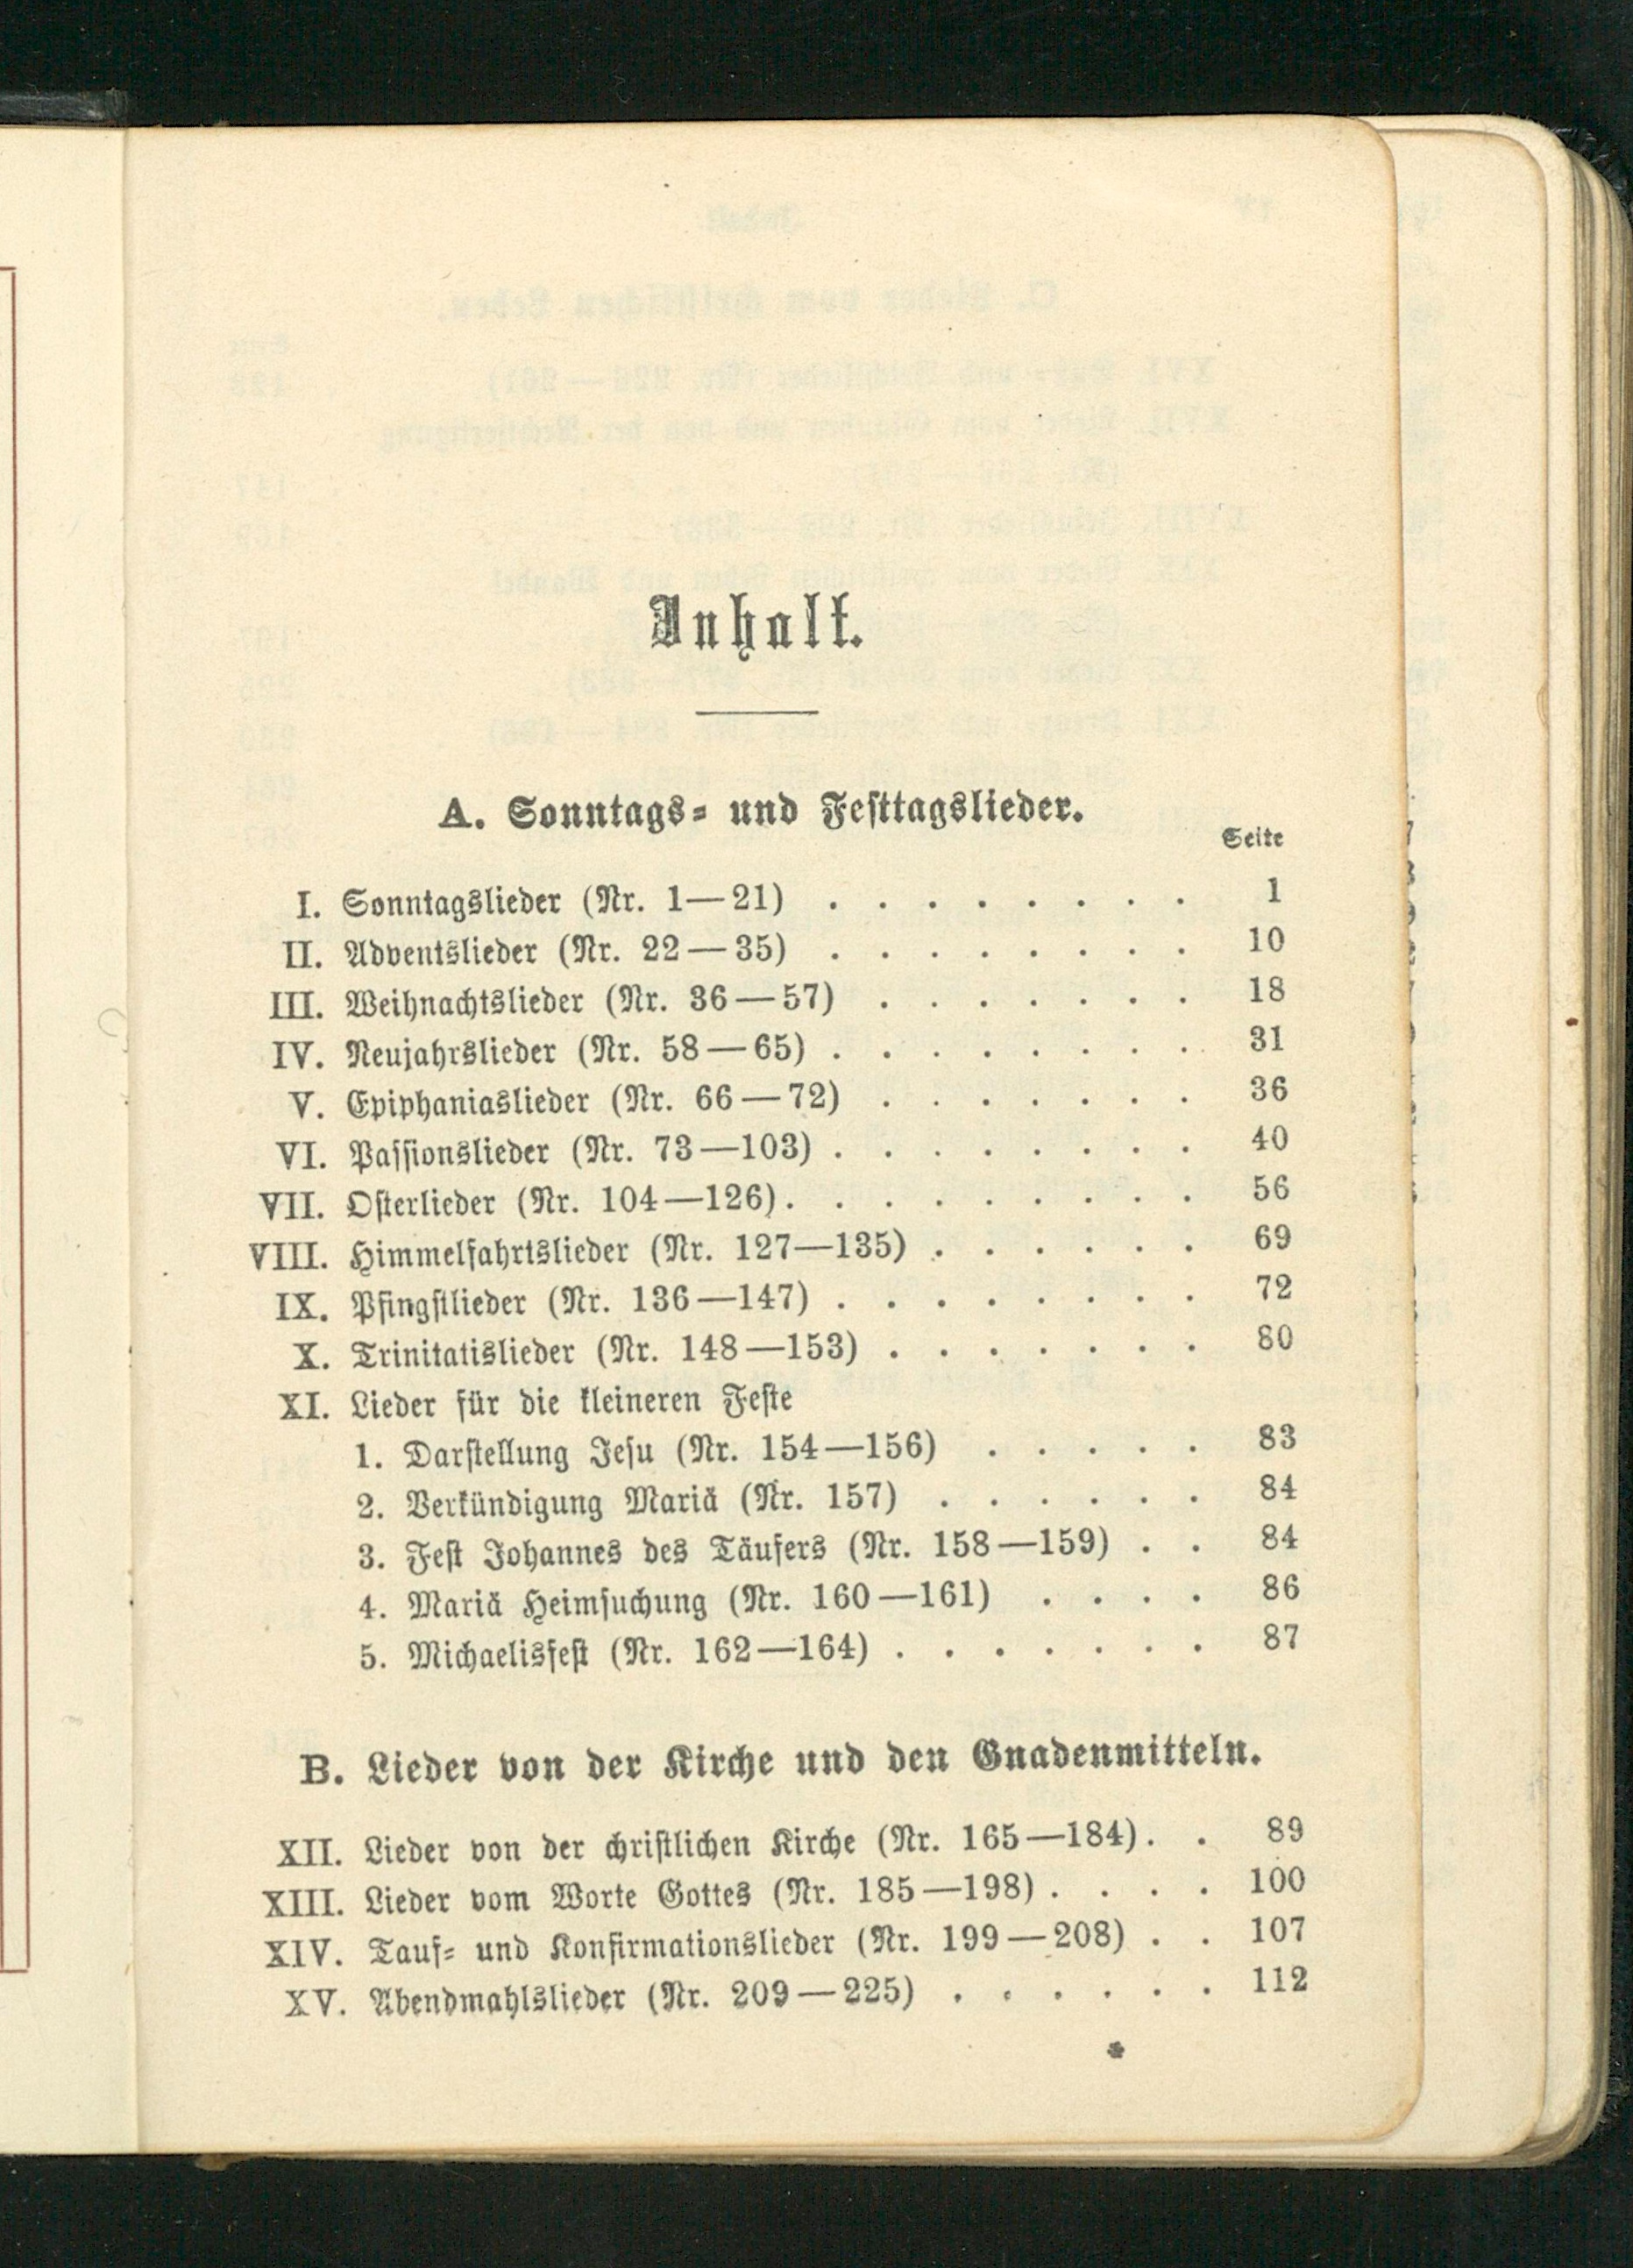 Inhalt.
A. Sonntags- und Festtagslieder.
Seite
I. Sonntagslieder (Nr. 1—21) . . . . . . . . 1
II. Adventslieder (Nr. 22—35) . . . . . . . . 10
III. Weihnachtslieder (Nr. 36—57) . . . . . . . 18
IV. Neujahrslieder (Nr. 58—65) . . . . . . . . 31
V. Epiphaniaslieder (Nr. 66—72) . . . . . . . 36
VI. Passionslieder (Nr. 73—103) . . . . . . . . 40
VII. Osterlieder (Nr. 104—126) . . . . . . . . . 56
VIII. Himmelfahrtslieder (Nr. 127—135) . . . . . . 69
IX. Pfingstlieder (Nr. 136—147) . . . . . . . . 72
X. Trinitatislieder (Nr. 148—153) . . . . . . . 80
XI. Lieder für die kleineren Feste
1. Darstellung Jesu (Nr. 154—156) . . . . . 83
2. Verkündigung Mariä (Nr. 157) . . . . . . 84
3. Fest Johannes des Täufers (Nr. 158—159) . . 84
4. Mariä Heimsuchung (Nr. 160—161) . . . . 86
5. Michaelisfest (Nr. 162—164) . . . . . . . 87
B. Lieder von der Kirche und den Gnadenmitteln.
XII. Lieder von der christlichen Kirche (Nr. 165—184) . . 89
XIII. Lieder vom Worte Gottes (Nr. 185—198) . . . . 100
XIV. Tauf- und Konfirmationslieder (Nr. 199—208) . . 107
XV. Abendmahlslieder (Nr. 209—225) . . . . . . 112
*